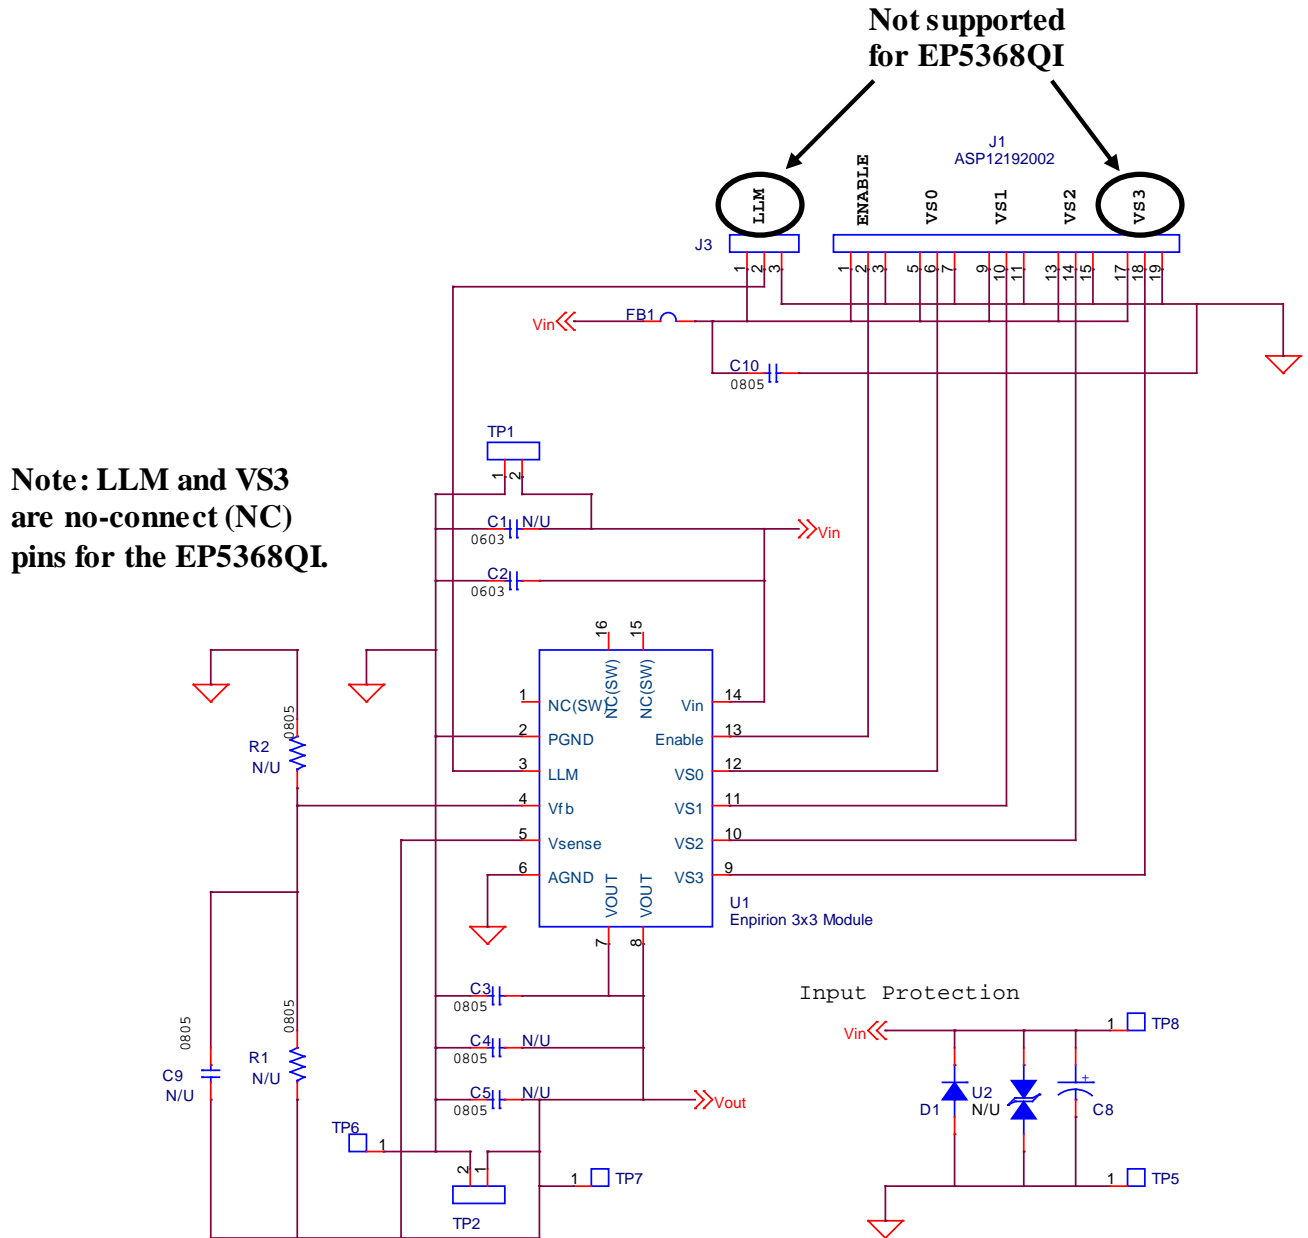 Not supported
for EP5368QI
J1
ASP12192002
LLM
ENABLE
VS0
VS1
VS2
VS3
J3
1 2 3
1 2 3 5 6 7 9 10 11 13 14 15 17 18 19
Vin
FB1
C10
0805
TP1
1 2
Note: LLM and VS3
are no-connect (NC)
pins for the EP5368QI.
C1 N/U
0603
Vin
C2
0603
16 15
NC(SW) NC(SW)
1 NC(SW) Vin 14
2 PGND Enable 13
3 LLM VS0 12
4 Vfb VS1 11
5 Vsense VS2 10
6 AGND VS3 9
VOUT VOUT
7 8
U1
Enpirion 3x3 Module
0805
R2
N/U
C3
0805
C4 N/U
0805
C5 N/U
0805
Vout
0805
C9
N/U
0805
R1
N/U
TP6
1
2 1
TP2
1 TP7
Input Protection
Vin
1 TP8
D1
U2
N/U
+
C8
1 TP5